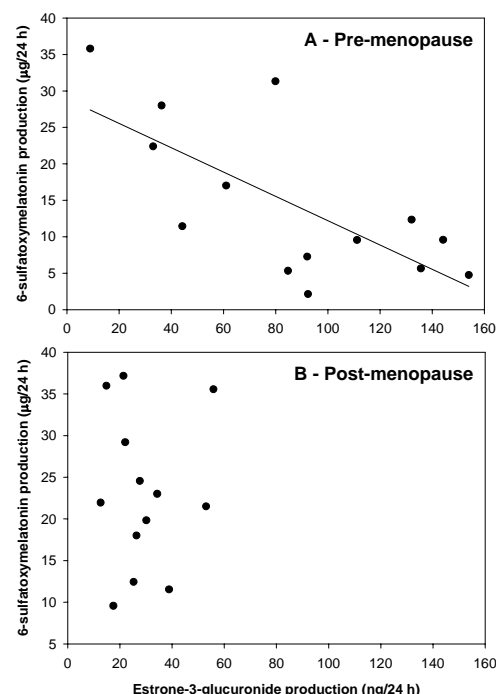 A - Pre-menopause
6-sulfatoxymelatonin production (µg/24 h)
40
35
30
25
20
15
10
5
0
0 20 40 60 80 100 120 140 160
B - Post-menopause
6-sulfatoxymelatonin production (µg/24 h)
40
35
30
25
20
15
10
5
0 20 40 60 80 100 120 140 160
Estrone-3-glucuronide production (ng/24 h)